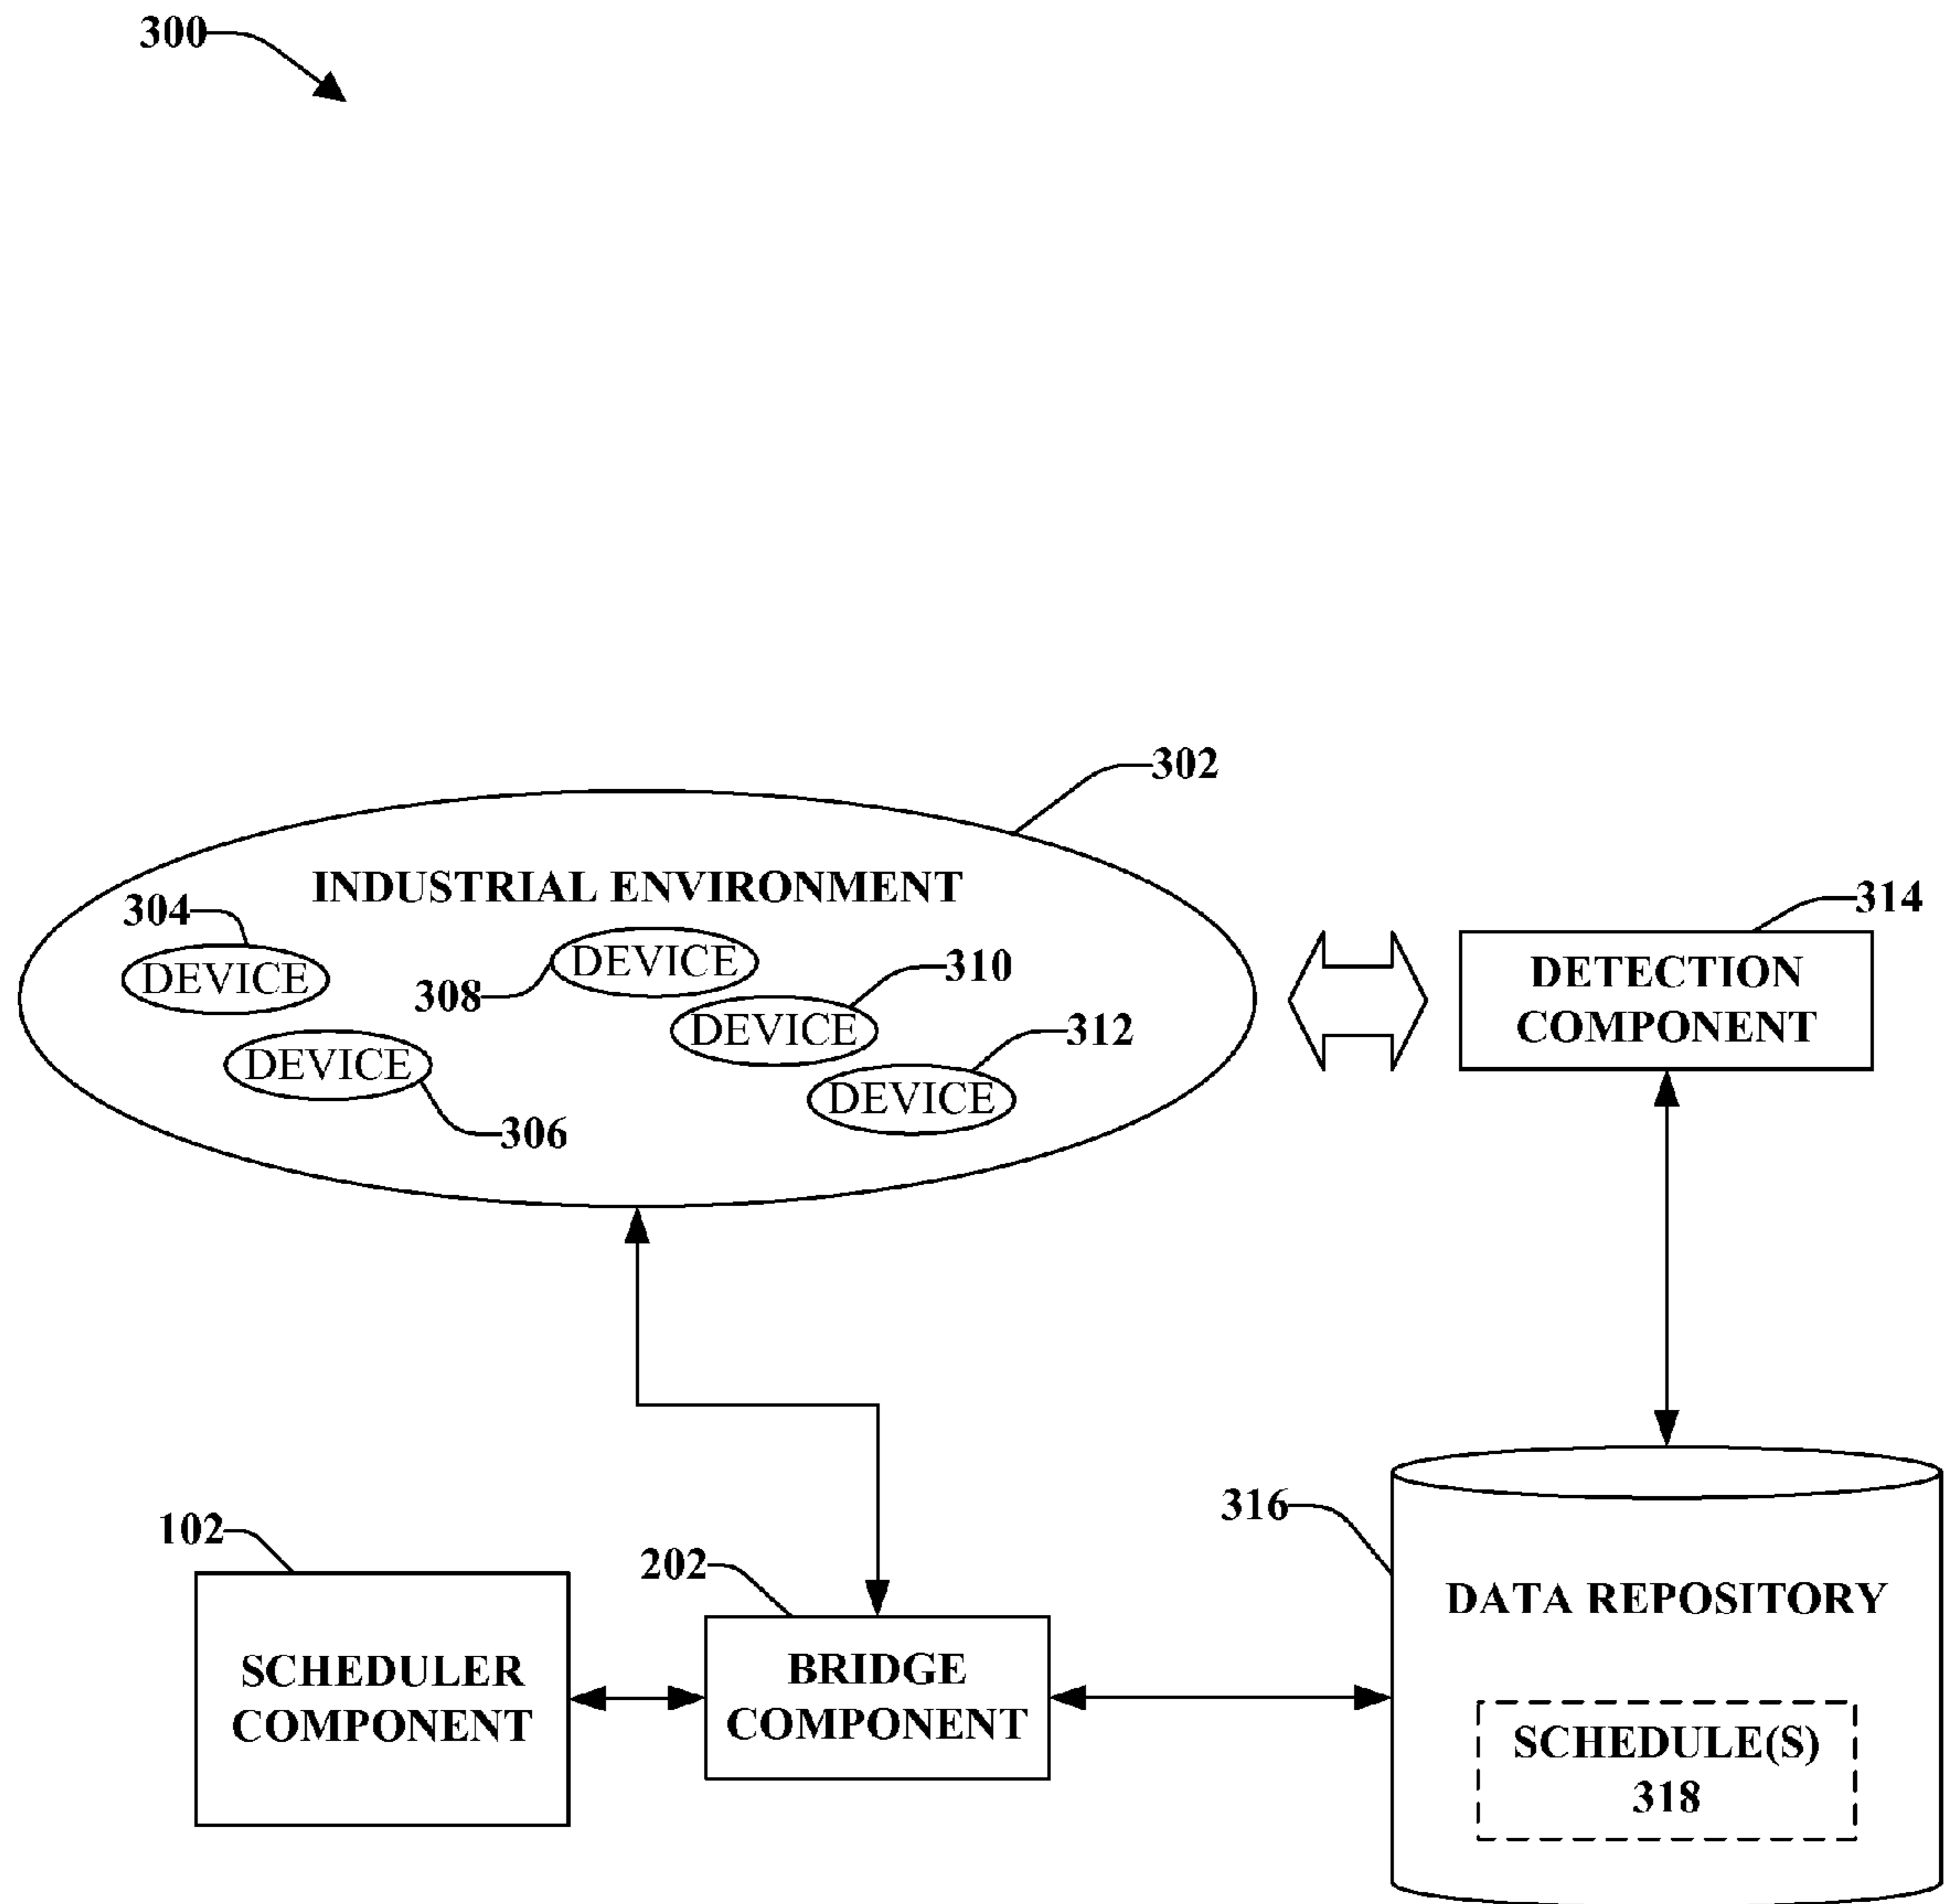 300
302
INDUSTRIAL ENVIRONMENT
304
DEVICE
308
DEVICE
310
DEVICE
312
DEVICE
DEVICE
306
314
DETECTION
COMPONENT
102
SCHEDULER
COMPONENT
202
BRIDGE
COMPONENT
316
DATA REPOSITORY
SCHEDULE(S)
318